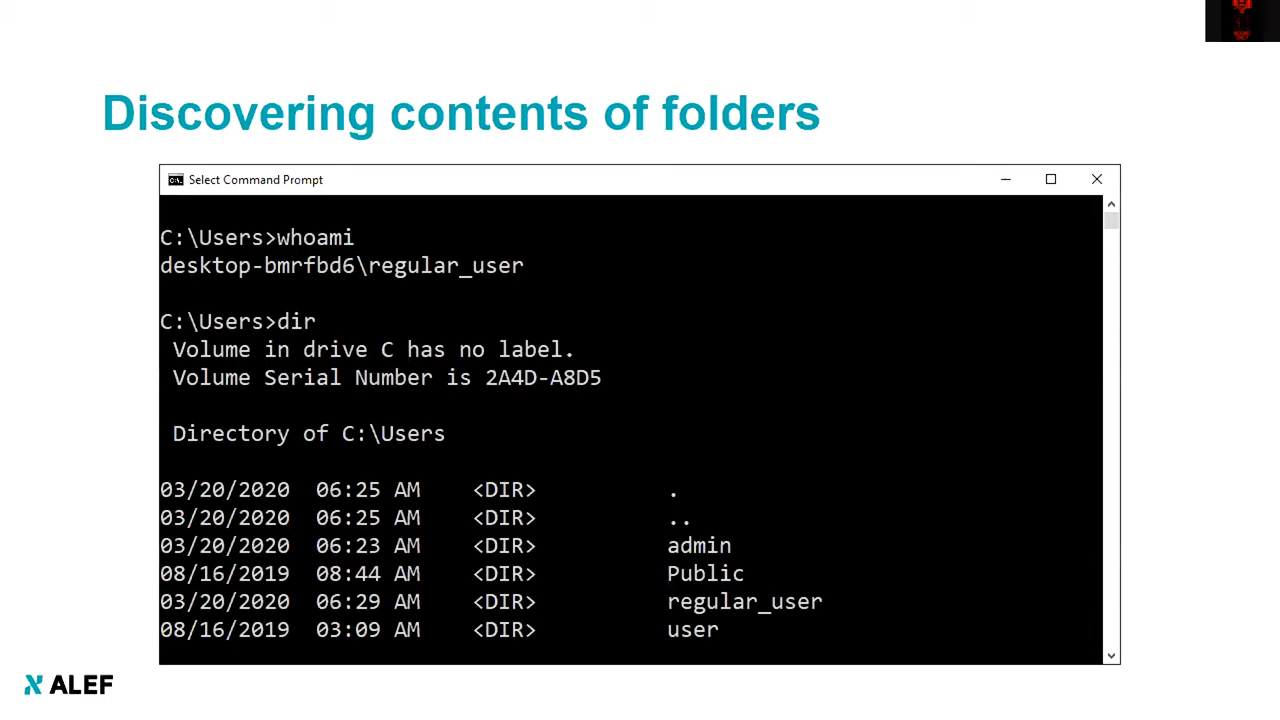 Discovering contents of folders
Select Command Prompt
C:\Users>whoami
desktop-bmrfbd6\regular_user
C:\Users>dir
Volume in drive C has no label.
Volume Serial Number is 2A4D-A8D5
Directory of C:\Users
03/20/2020 06:25 AM <DIR> .
03/20/2020 06:25 AM <DIR> ..
03/20/2020 06:23 AM <DIR> admin
08/16/2019 08:44 AM <DIR> Public
03/20/2020 06:29 AM <DIR> regular_user
08/16/2019 03:09 AM <DIR> user
ALEF